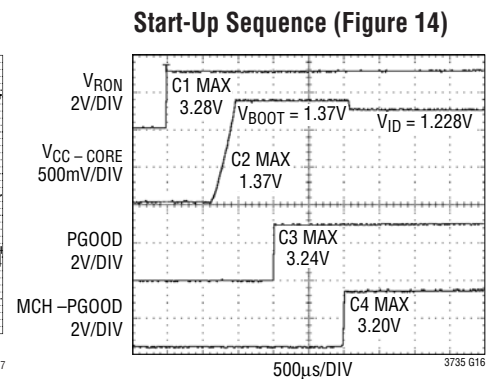 Start-Up Sequence (Figure 14)
VRON
2V/DIV
C1 MAX
3.28V
VBOOT = 1.37V
VID = 1.228V
VCC – CORE
500mV/DIV
C2 MAX
1.37V
PGOOD
2V/DIV
C3 MAX
3.24V
MCH –PGOOD
2V/DIV
C4 MAX
3.20V
7
500µs/DIV
3735 G16